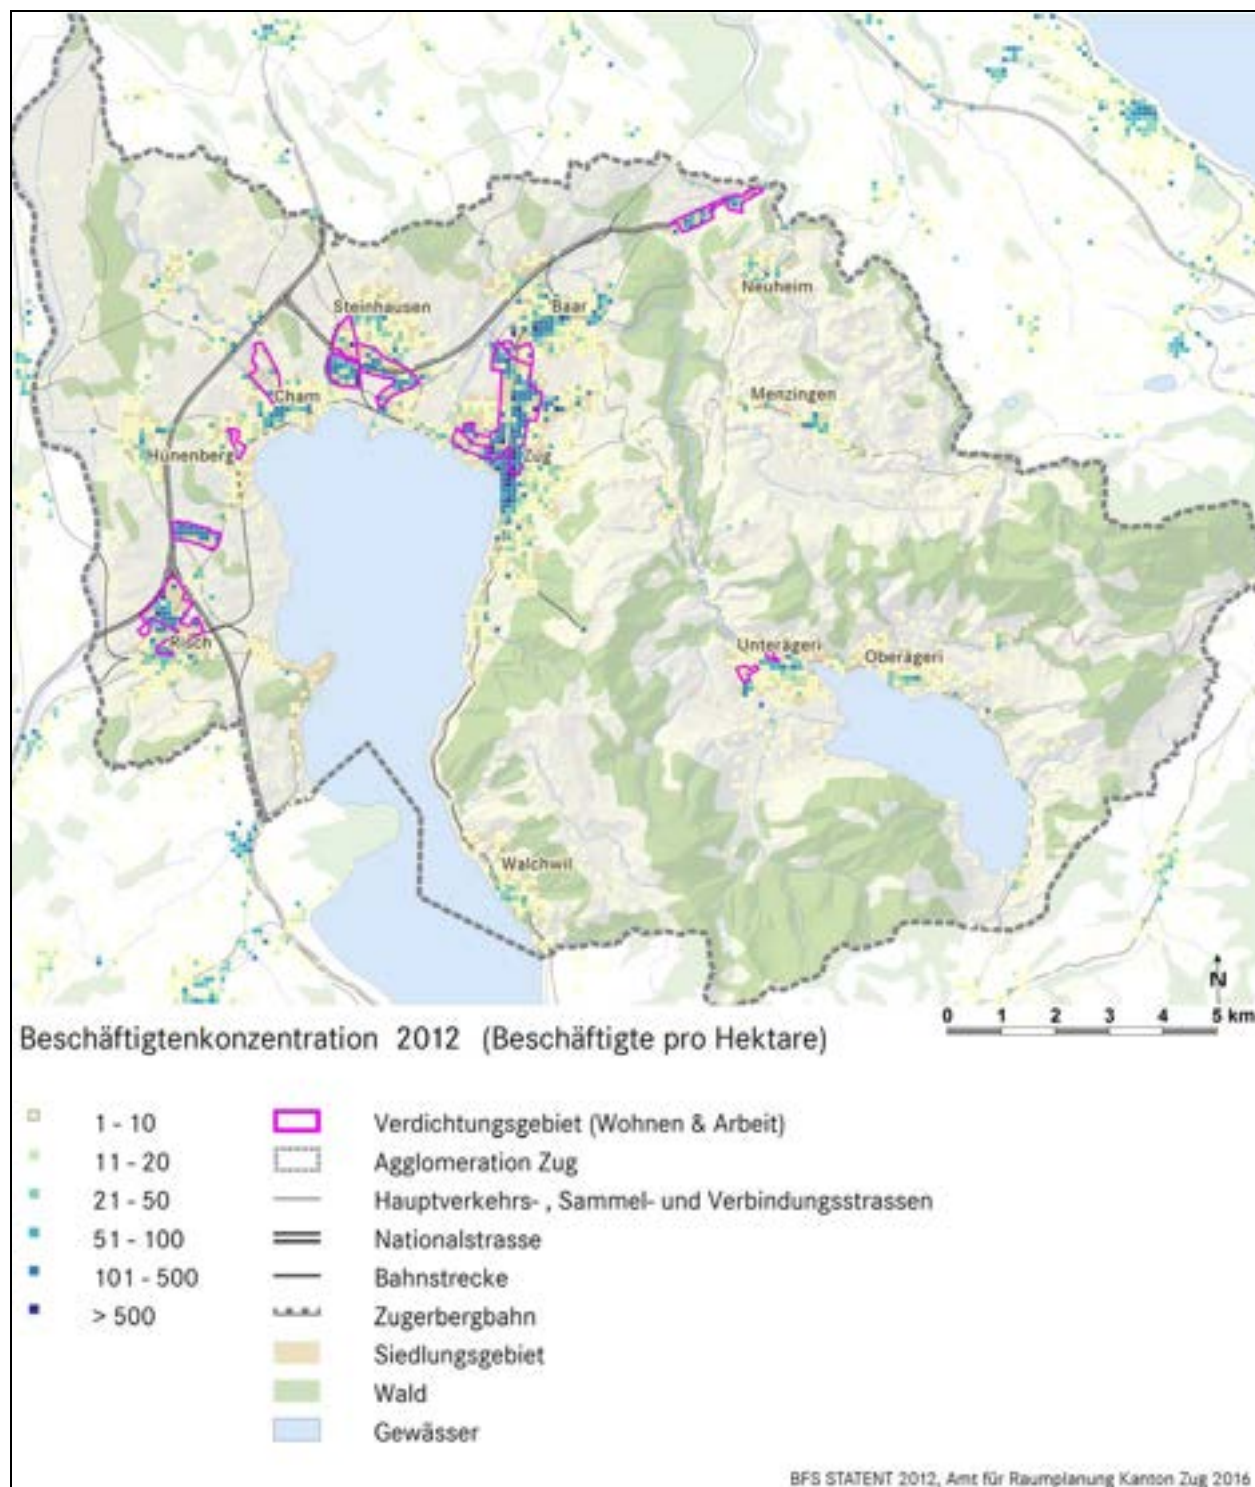 Steinhausen
Baar
Neuheim
Cham
Menzingen
Hünenberg
Zug
Risch
Unterägeri
Oberägeri
Walchwil
N
0 1 2 3 4 5 km
Beschäftigtenkonzentration 2012 (Beschäftigte pro Hektare)
1 - 10 Verdichtungsgebiet (Wohnen & Arbeit)
11 - 20 Agglomeration Zug
21 - 50 Hauptverkehrs- , Sammel- und Verbindungsstrassen
51 - 100 Nationalstrasse
101 - 500 Bahnstrecke
> 500 Zugerbergbahn
Siedlungsgebiet
Wald
Gewässer
BFS STATENT 2012, Amt für Raumplanung Kanton Zug 2016